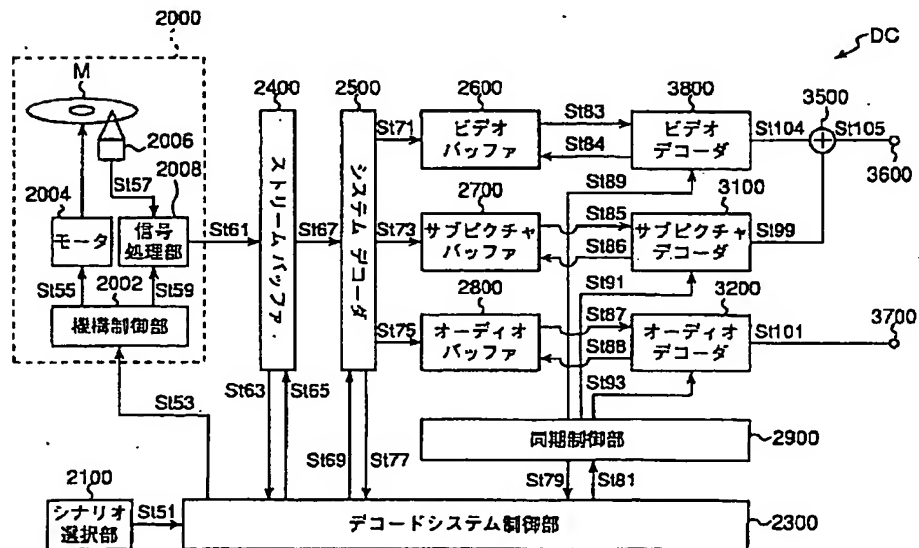 2000
DC
M
2400
2500
2600
3800
3500
St71
ビデオ
バッファ
St83
St84
ビデオ
デコーダ
St104
St105
3600
2006
2004
St57
2008
St89
2700
3100
モータ
信号
処理部
St61
ストリームバッファ
St67
システム デコーダ
St73
サブピクチャ
バッファ
St85
St86
サブピクチャ
デコーダ
St99
St55
2002
St59
St91
2800
3200
機構制御部
St75
オーディオ
バッファ
St87
St88
オーディオ
デコーダ
St101
3700
St93
St53
St63
St65
同期制御部
2900
St69
St77
St79
St81
2100
シナリオ
選択部
St51
デコードシステム制御部
2300